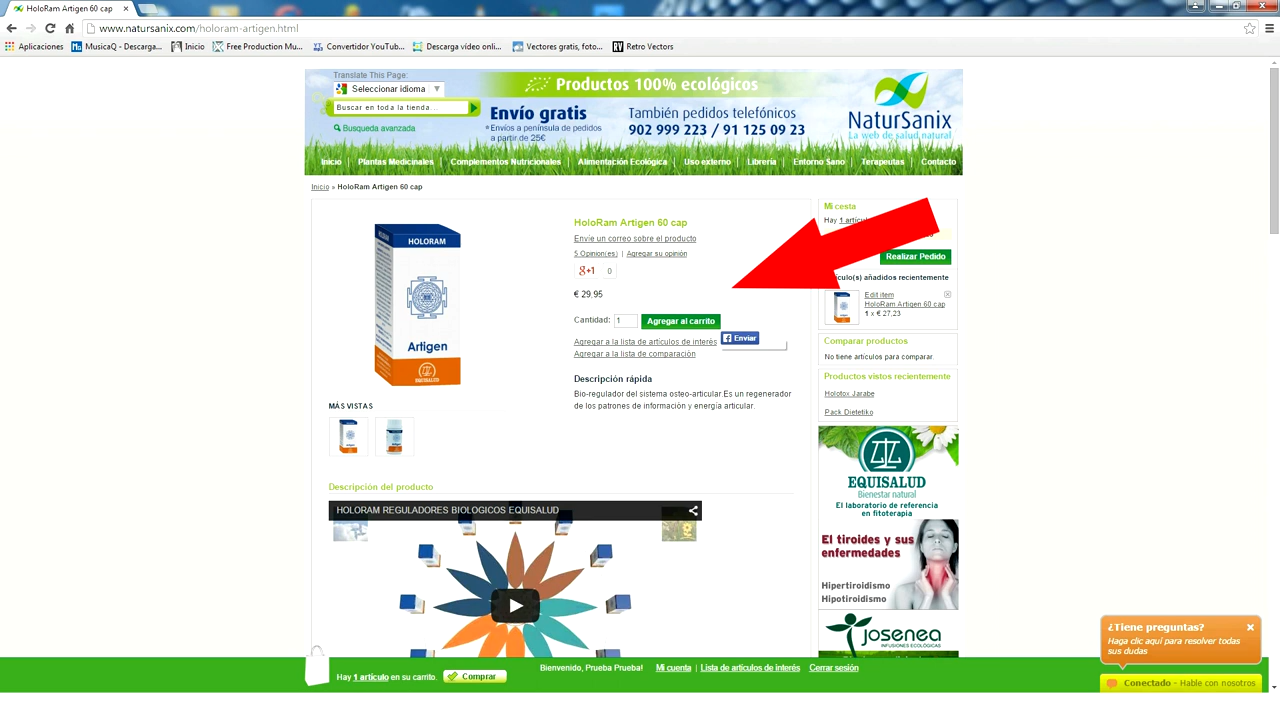 HoloRam Artigen 60 cap
www.natursanix.com/holoram-artigen.html
Aplicaciones
MusicaQ - Descarga...
Inicio
Free Production Mu...
Convertidor YouTub...
Descarga vídeo onli...
Vectores gratis, foto...
Retro Vectors
Translate This Page:
Seleccionar idioma
Buscar en toda la tienda...
Busqueda avanzada
Productos 100% ecológicos
Envío gratis
*Envíos a península de pedidos
a partir de 25€
También pedidos telefónicos
902 999 223 / 91 125 09 23
NaturSanix
La web de salud natural
Inicio
Plantas Medicinales
Complementos Nutricionales
Alimentación Ecológica
Uso externo
Librería
Entorno Sano
Terapeutas
Contacto
Inicio » HoloRam Artigen 60 cap
HOLORAM
Artigen
EQUISALUD
MÁS VISTAS
HoloRam Artigen 60 cap
Envíe un correo sobre el producto
5 Opinion(es) | Agregar su opinión
g+1 0
€ 29,95
Cantidad: 1 Agregar al carrito
Agregar a la lista de artículos de interés
Enviar
Agregar a la lista de comparación
Descripción rápida
Bio-regulador del sistema osteo-articular.Es un regenerador
de los patrones de información y energía articular.
Descripción del producto
HOLORAM REGULADORES BIOLOGICOS EQUISALUD
Mi cesta
Hay 1 artícu
Realizar Pedido
culo(s) añadidos recientemente
Edit item
HoloRam Artigen 60 cap
1 x € 27,23
Comparar productos
No tiene artículos para comparar.
Productos vistos recientemente
Holotox Jarabe
Pack Dietetiko
EQUISALUD
Bienestar natural
El laboratorio de referencia
en fitoterapia
El tiroides y sus
enfermedades
Hipertiroidismo
Hipotiroidismo
josenea
INFUSIONES ECOLÓGICAS
¿Tiene preguntas?
Haga clic aquí para resolver todas
sus dudas
Conectado - Hable con nosotros
Hay 1 artículo en su carrito.
Comprar
Bienvenido, Prueba Prueba!
Mi cuenta | Lista de artículos de interés
Cerrar sesión